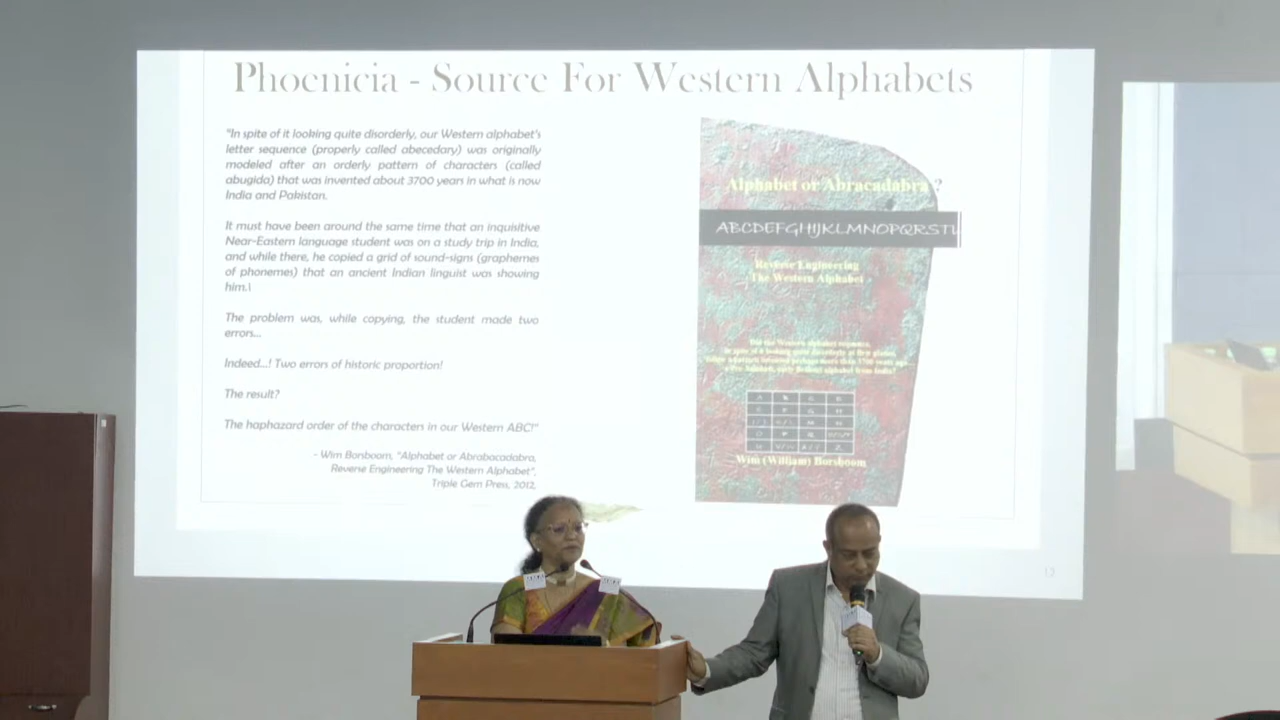 Phoenicia - Source For Western Alphabets
"In spite of it looking quite disorderly, our Western alphabet's
letter sequence (properly called abecedary) was originally
modeled after an orderly pattern of characters (called
abugida) that was invented about 3700 years in what is now
India and Pakistan.
It must have been around the same time that an inquisitive
Near-Eastern language student was on a study trip in India,
and while there, he copied a grid of sound-signs (graphemes
of phonemes) that an ancient Indian linguist was showing
him.\
The problem was, while copying, the student made two
errors...
Indeed...! Two errors of historic proportion!
The result?
The haphazard order of the characters in our Western ABC!"
- Wim Bonboom, "Alphabet or Abrabacadabra,
Reverse Engineering The Western Alphabet",
Triple Gem Press, 2012,
Alphabet or Abracadabra ?
ABCDEFGHIJKLMNOPQRSTU
Reverse Engineering
The Western Alphabet
Wim (William) Borsboom
12